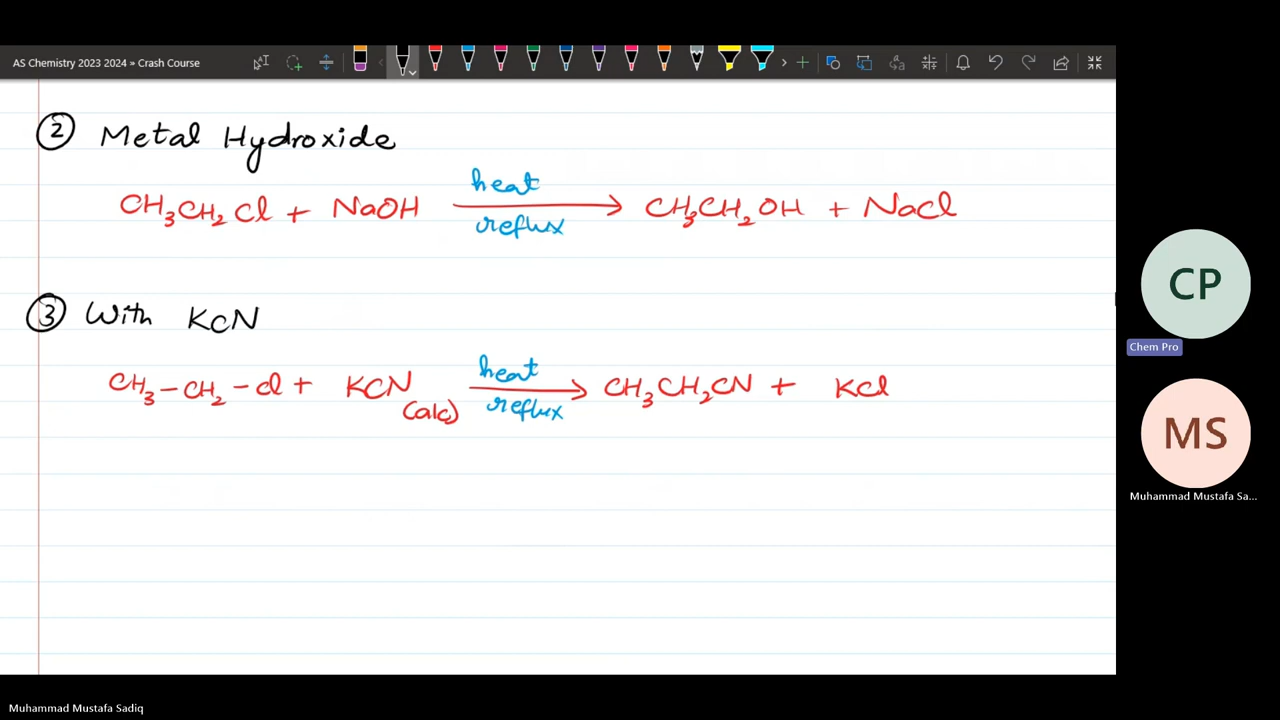 AS Chemistry 2023 2024 » Crash Course
② Metal Hydroxide
heat
CH₃CH₂Cl + NaOH → CH₃CH₂OH + NaCl
reflux
③ With KCN
heat
CH₃-CH₂-Cl + KCN (alc) → CH₃CH₂CN + KCl
reflux
CP
Chem Pro
MS
Muhammad Mustafa Sa...
Muhammad Mustafa Sadiq